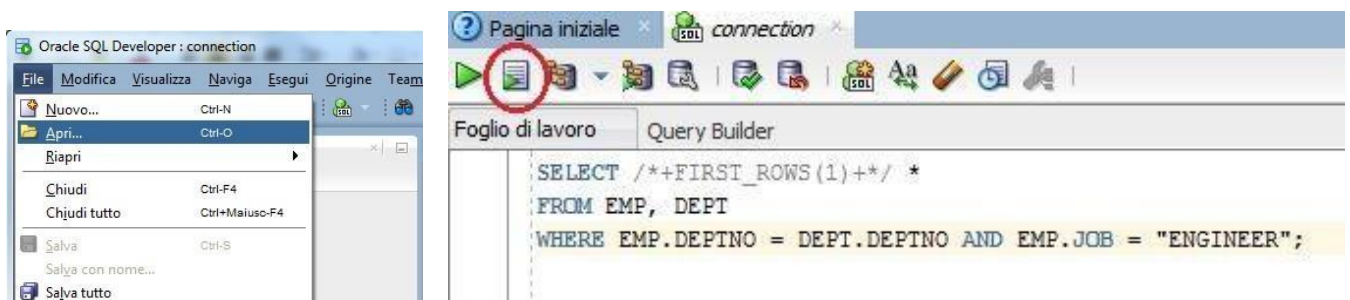 Oracle SQL Developer : connection
File Modifica Visualizza Naviga Esegui Origine Team
Nuovo... Ctrl-N
Apri... Ctrl-O
Riapri
Chiudi Ctrl-F4
Chiudi tutto Ctrl+Maiusc-F4
Salva Ctrl-S
Salva con nome...
Salva tutto
Pagina iniziale connection
Foglio di lavoro Query Builder
SELECT /*+FIRST_ROWS(1)+*/ *
FROM EMP, DEPT
WHERE EMP.DEPTNO = DEPT.DEPTNO AND EMP.JOB = "ENGINEER";